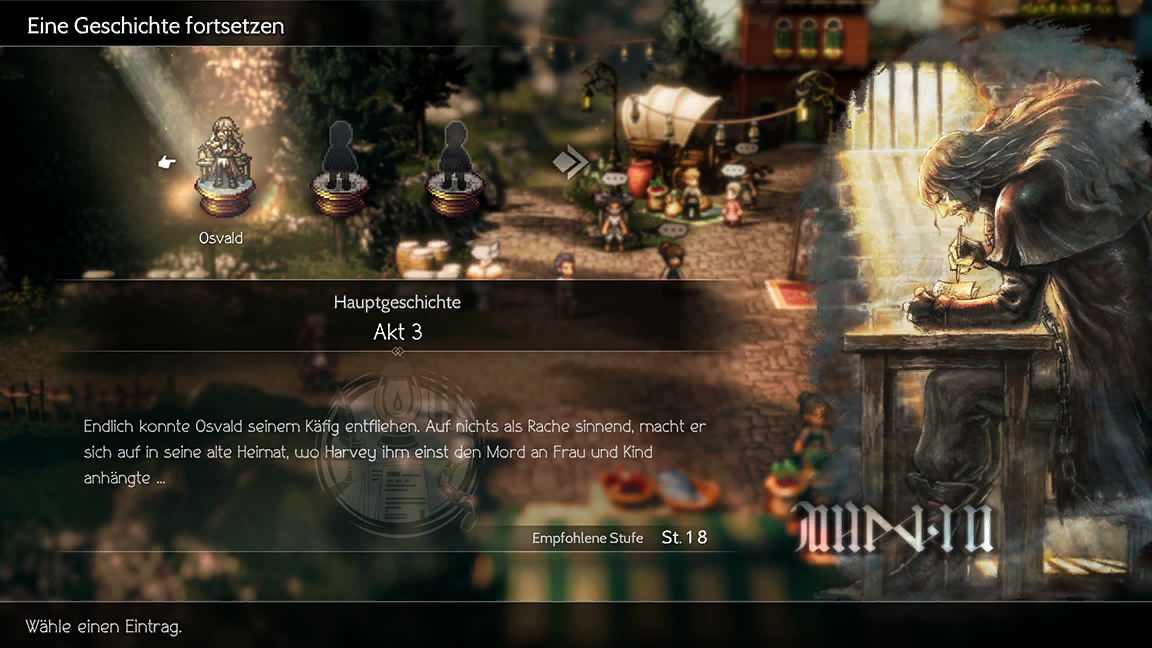 Eine Geschichte fortsetzen
Osvald
Hauptgeschichte
Akt 3
Endlich konnte Osvald seinem Käfig entfliehen. Auf nichts als Rache sinnend, macht er
sich auf in seine alte Heimat, wo Harvey ihm einst den Mord an Frau und Kind
anhängte ...
Empfohlene Stufe St. 18
Wähle einen Eintrag.